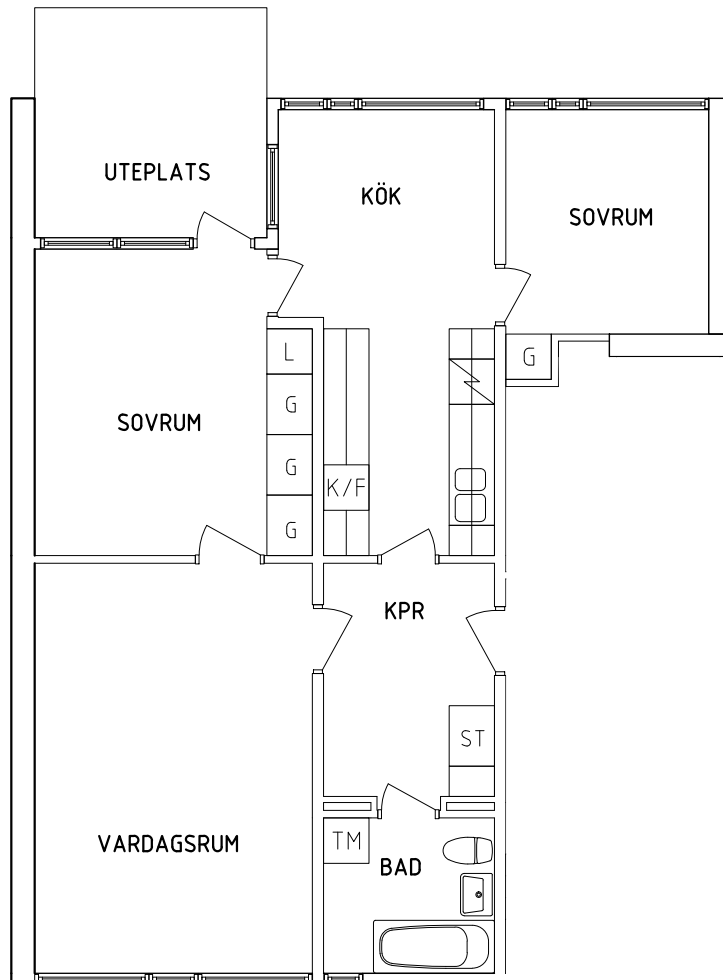 UTEPLATS
KÖK
SOVRUM
L
G
G
SOVRUM
G
K/F
G
G
KPR
ST
TM
VARDAGSRUM
BAD